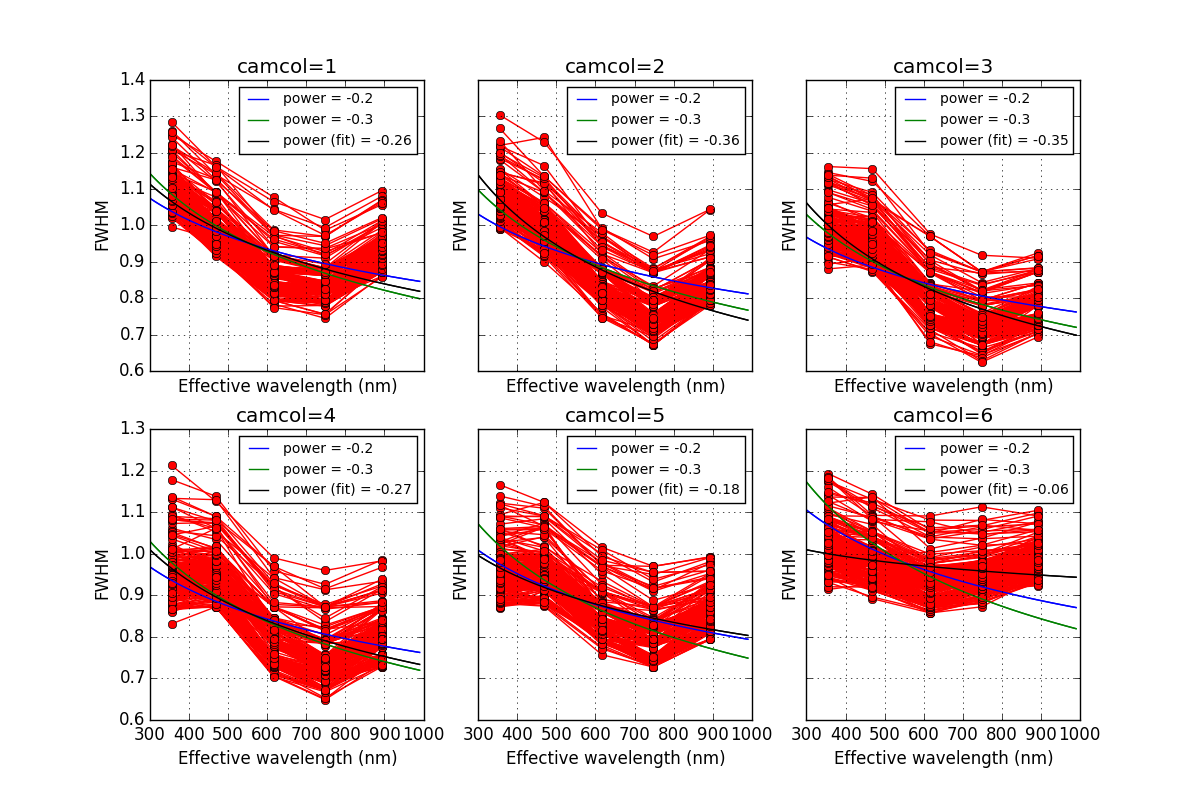 camcol=1
1.4
1.3
1.2
1.1
1.0
0.9
0.8
0.7
0.6
FWHM
power = -0.2
power = -0.3
power (fit) = -0.26
Effective wavelength (nm)
camcol=2
FWHM
power = -0.2
power = -0.3
power (fit) = -0.36
Effective wavelength (nm)
camcol=3
FWHM
power = -0.2
power = -0.3
power (fit) = -0.35
Effective wavelength (nm)
camcol=4
1.3
1.2
1.1
1.0
0.9
0.8
0.7
0.6
FWHM
power = -0.2
power = -0.3
power (fit) = -0.27
300 400 500 600 700 800 900 1000
Effective wavelength (nm)
camcol=5
FWHM
power = -0.2
power = -0.3
power (fit) = -0.18
300 400 500 600 700 800 900 1000
Effective wavelength (nm)
camcol=6
FWHM
power = -0.2
power = -0.3
power (fit) = -0.06
300 400 500 600 700 800 900 1000
Effective wavelength (nm)